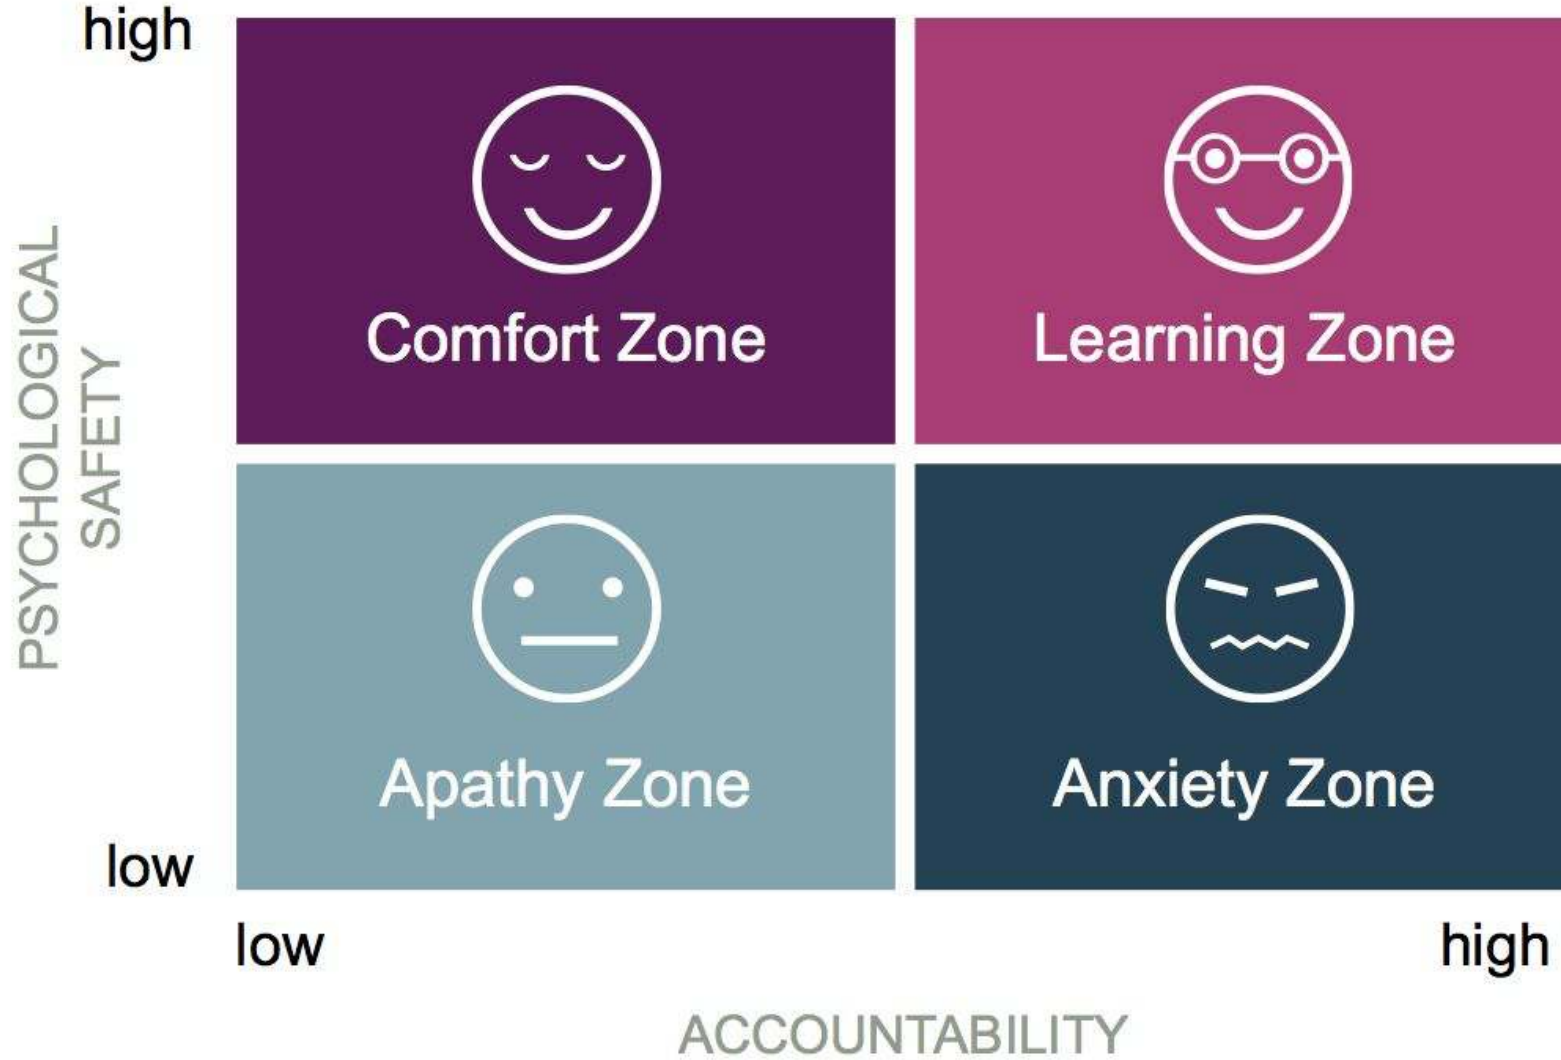 high
PSYCHOLOGICAL
SAFETY
Comfort Zone
Learning Zone
Apathy Zone
Anxiety Zone
low
low
high
ACCOUNTABILITY